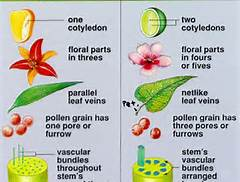 one
cotyledon
two
cotyledons
floral parts
in threes
floral parts
in fours
or fives
parallel
leaf veins
netlike
leaf veins
pollen grain has
one pore or
furrow
pollen grain has
three pores or
furrows
vascular
bundles
throughout
stem's
stem's
vascular
bundles
arranged